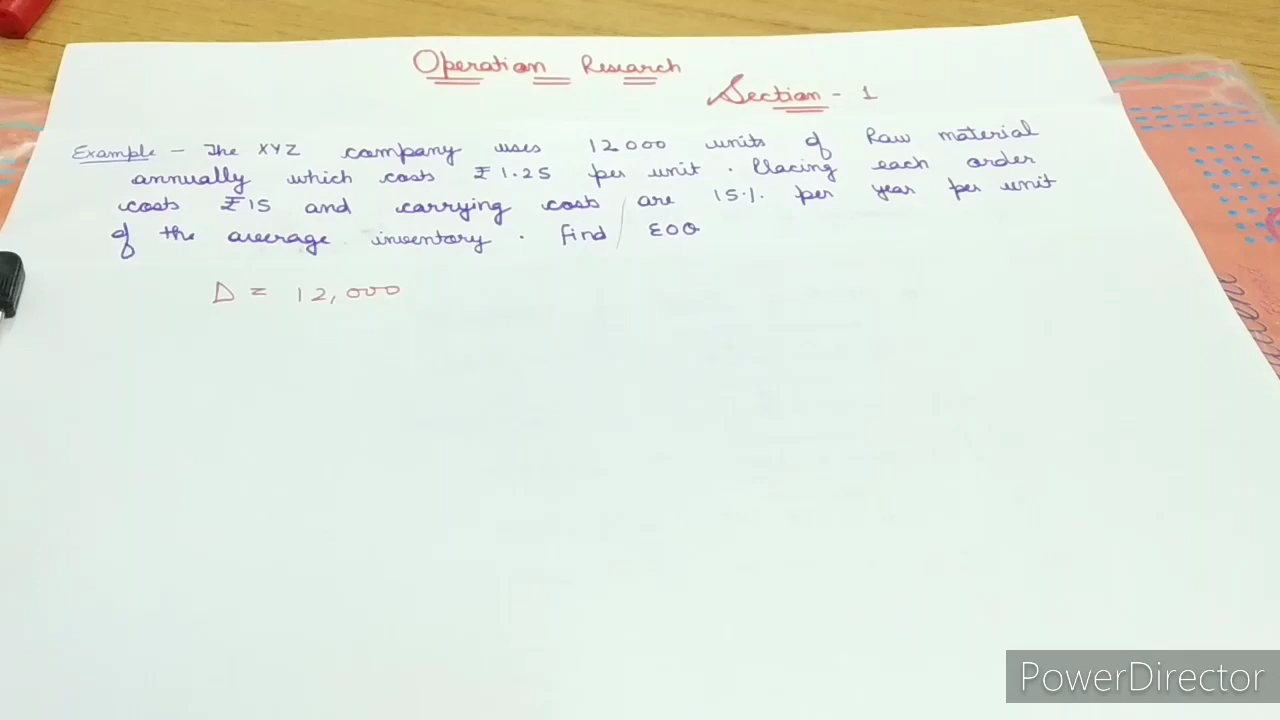 Operation Research
Section - 1
Example - The XYZ company uses 12000 units of Raw material
annually which costs ₹1.25 per unit. Placing each order
costs ₹15 and carrying costs are 15% per year per unit
of the average inventory. Find EOQ
D = 12,000
PowerDirector